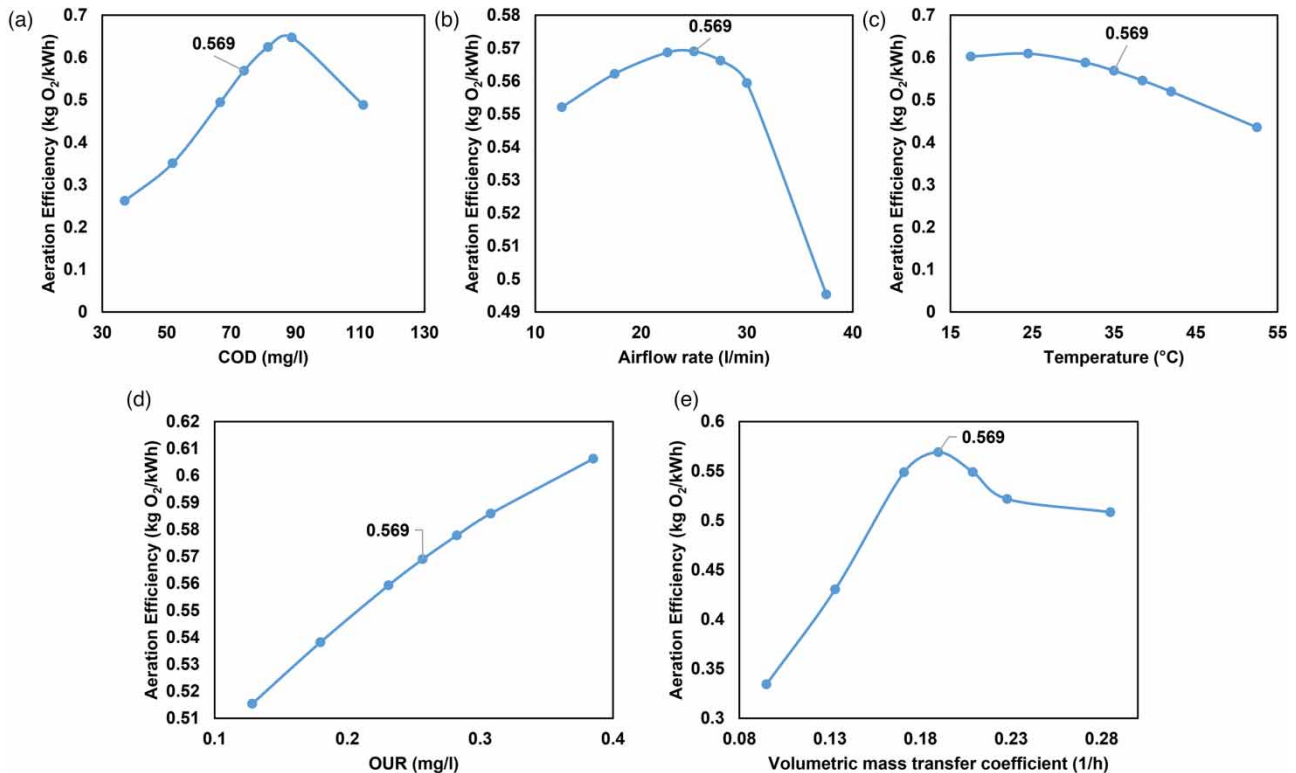 (a)
Aeration Efficiency (kg O₂/kWh)
0.7
0.6
0.5
0.4
0.3
0.2
0.1
0
0.569
30 50 70 90 110 130
COD (mg/l)
(b)
Aeration Efficiency (kg O₂/kWh)
0.58
0.57
0.56
0.55
0.54
0.53
0.52
0.51
0.5
0.49
0.569
10 20 30 40
Airflow rate (l/min)
(c)
Aeration Efficiency (kg O₂/kWh)
0.7
0.6
0.5
0.4
0.3
0.2
0.1
0
0.569
15 25 35 45 55
Temperature (°C)
(d)
Aeration Efficiency (kg O₂/kWh)
0.62
0.61
0.6
0.59
0.58
0.57
0.56
0.55
0.54
0.53
0.52
0.51
0.569
0.1 0.2 0.3 0.4
OUR (mg/l)
(e)
Aeration Efficiency (kg O₂/kWh)
0.6
0.55
0.5
0.45
0.4
0.35
0.3
0.569
0.08 0.13 0.18 0.23 0.28
Volumetric mass transfer coefficient (1/h)